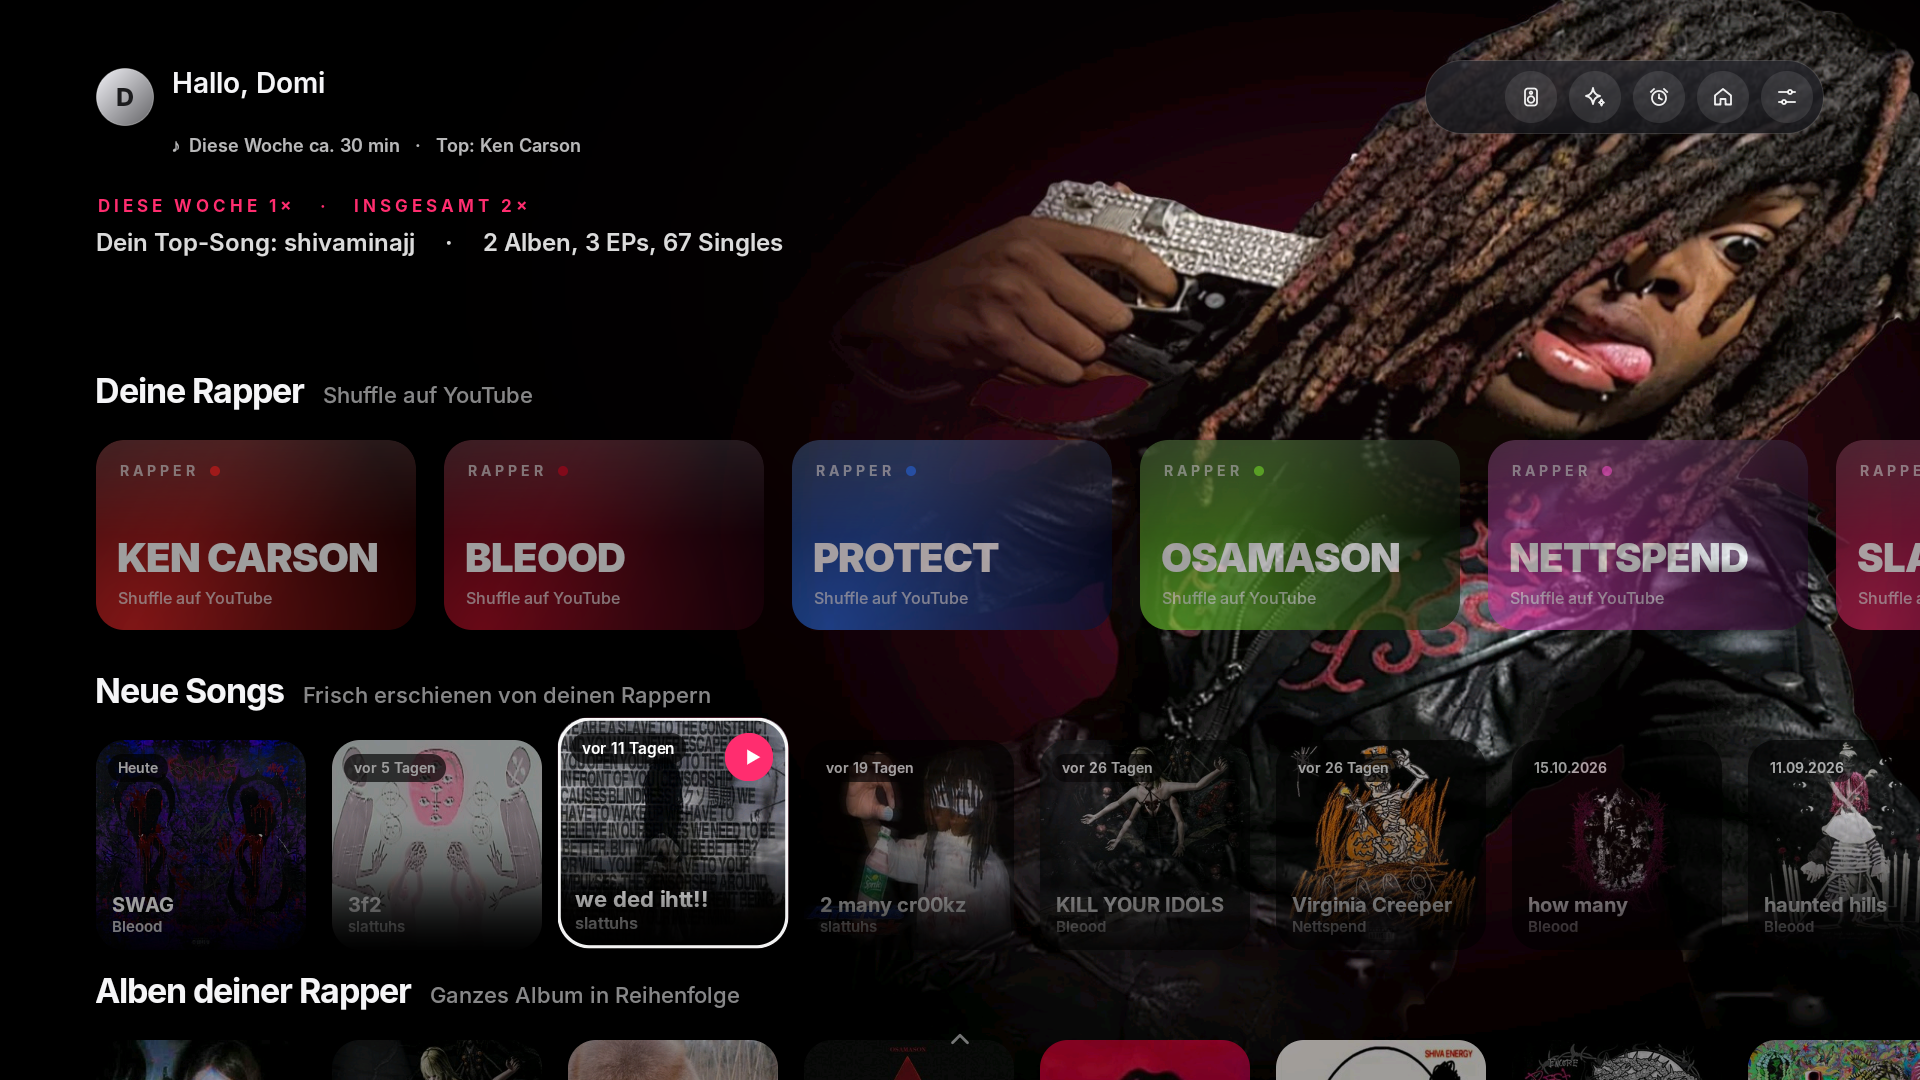 D
Hallo, Domi
♪ Diese Woche ca. 30 min · Top: Ken Carson
DIESE WOCHE 1× · INSGESAMT 2×
Dein Top-Song: shivaminajj · 2 Alben, 3 EPs, 67 Singles
Deine Rapper Shuffle auf YouTube
RAPPER
KEN CARSON
Shuffle auf YouTube
RAPPER
BLEOOD
Shuffle auf YouTube
RAPPER
PROTECT
Shuffle auf YouTube
RAPPER
OSAMASON
Shuffle auf YouTube
RAPPER
NETTSPEND
Shuffle auf YouTube
RAPPE
SLA
Shuffle a
Neue Songs Frisch erschienen von deinen Rappern
Heute
SWAG
Bleood
vor 5 Tagen
3f2
slattuhs
vor 11 Tagen
we ded ihtt!!
slattuhs
vor 19 Tagen
2 many cr00kz
slattuhs
vor 26 Tagen
KILL YOUR IDOLS
Bleood
vor 26 Tagen
Virginia Creeper
Nettspend
15.10.2026
how many
Bleood
11.09.2026
haunted hills
Bleood
Alben deiner Rapper Ganzes Album in Reihenfolge
SHIVA ENERGY